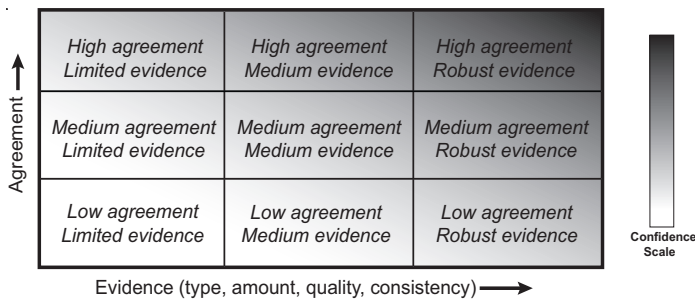 High agreement
Limited evidence
High agreement
Medium evidence
High agreement
Robust evidence
Medium agreement
Limited evidence
Medium agreement
Medium evidence
Medium agreement
Robust evidence
Low agreement
Limited evidence
Low agreement
Medium evidence
Low agreement
Robust evidence
Agreement
Evidence (type, amount, quality, consistency)
Confidence
Scale